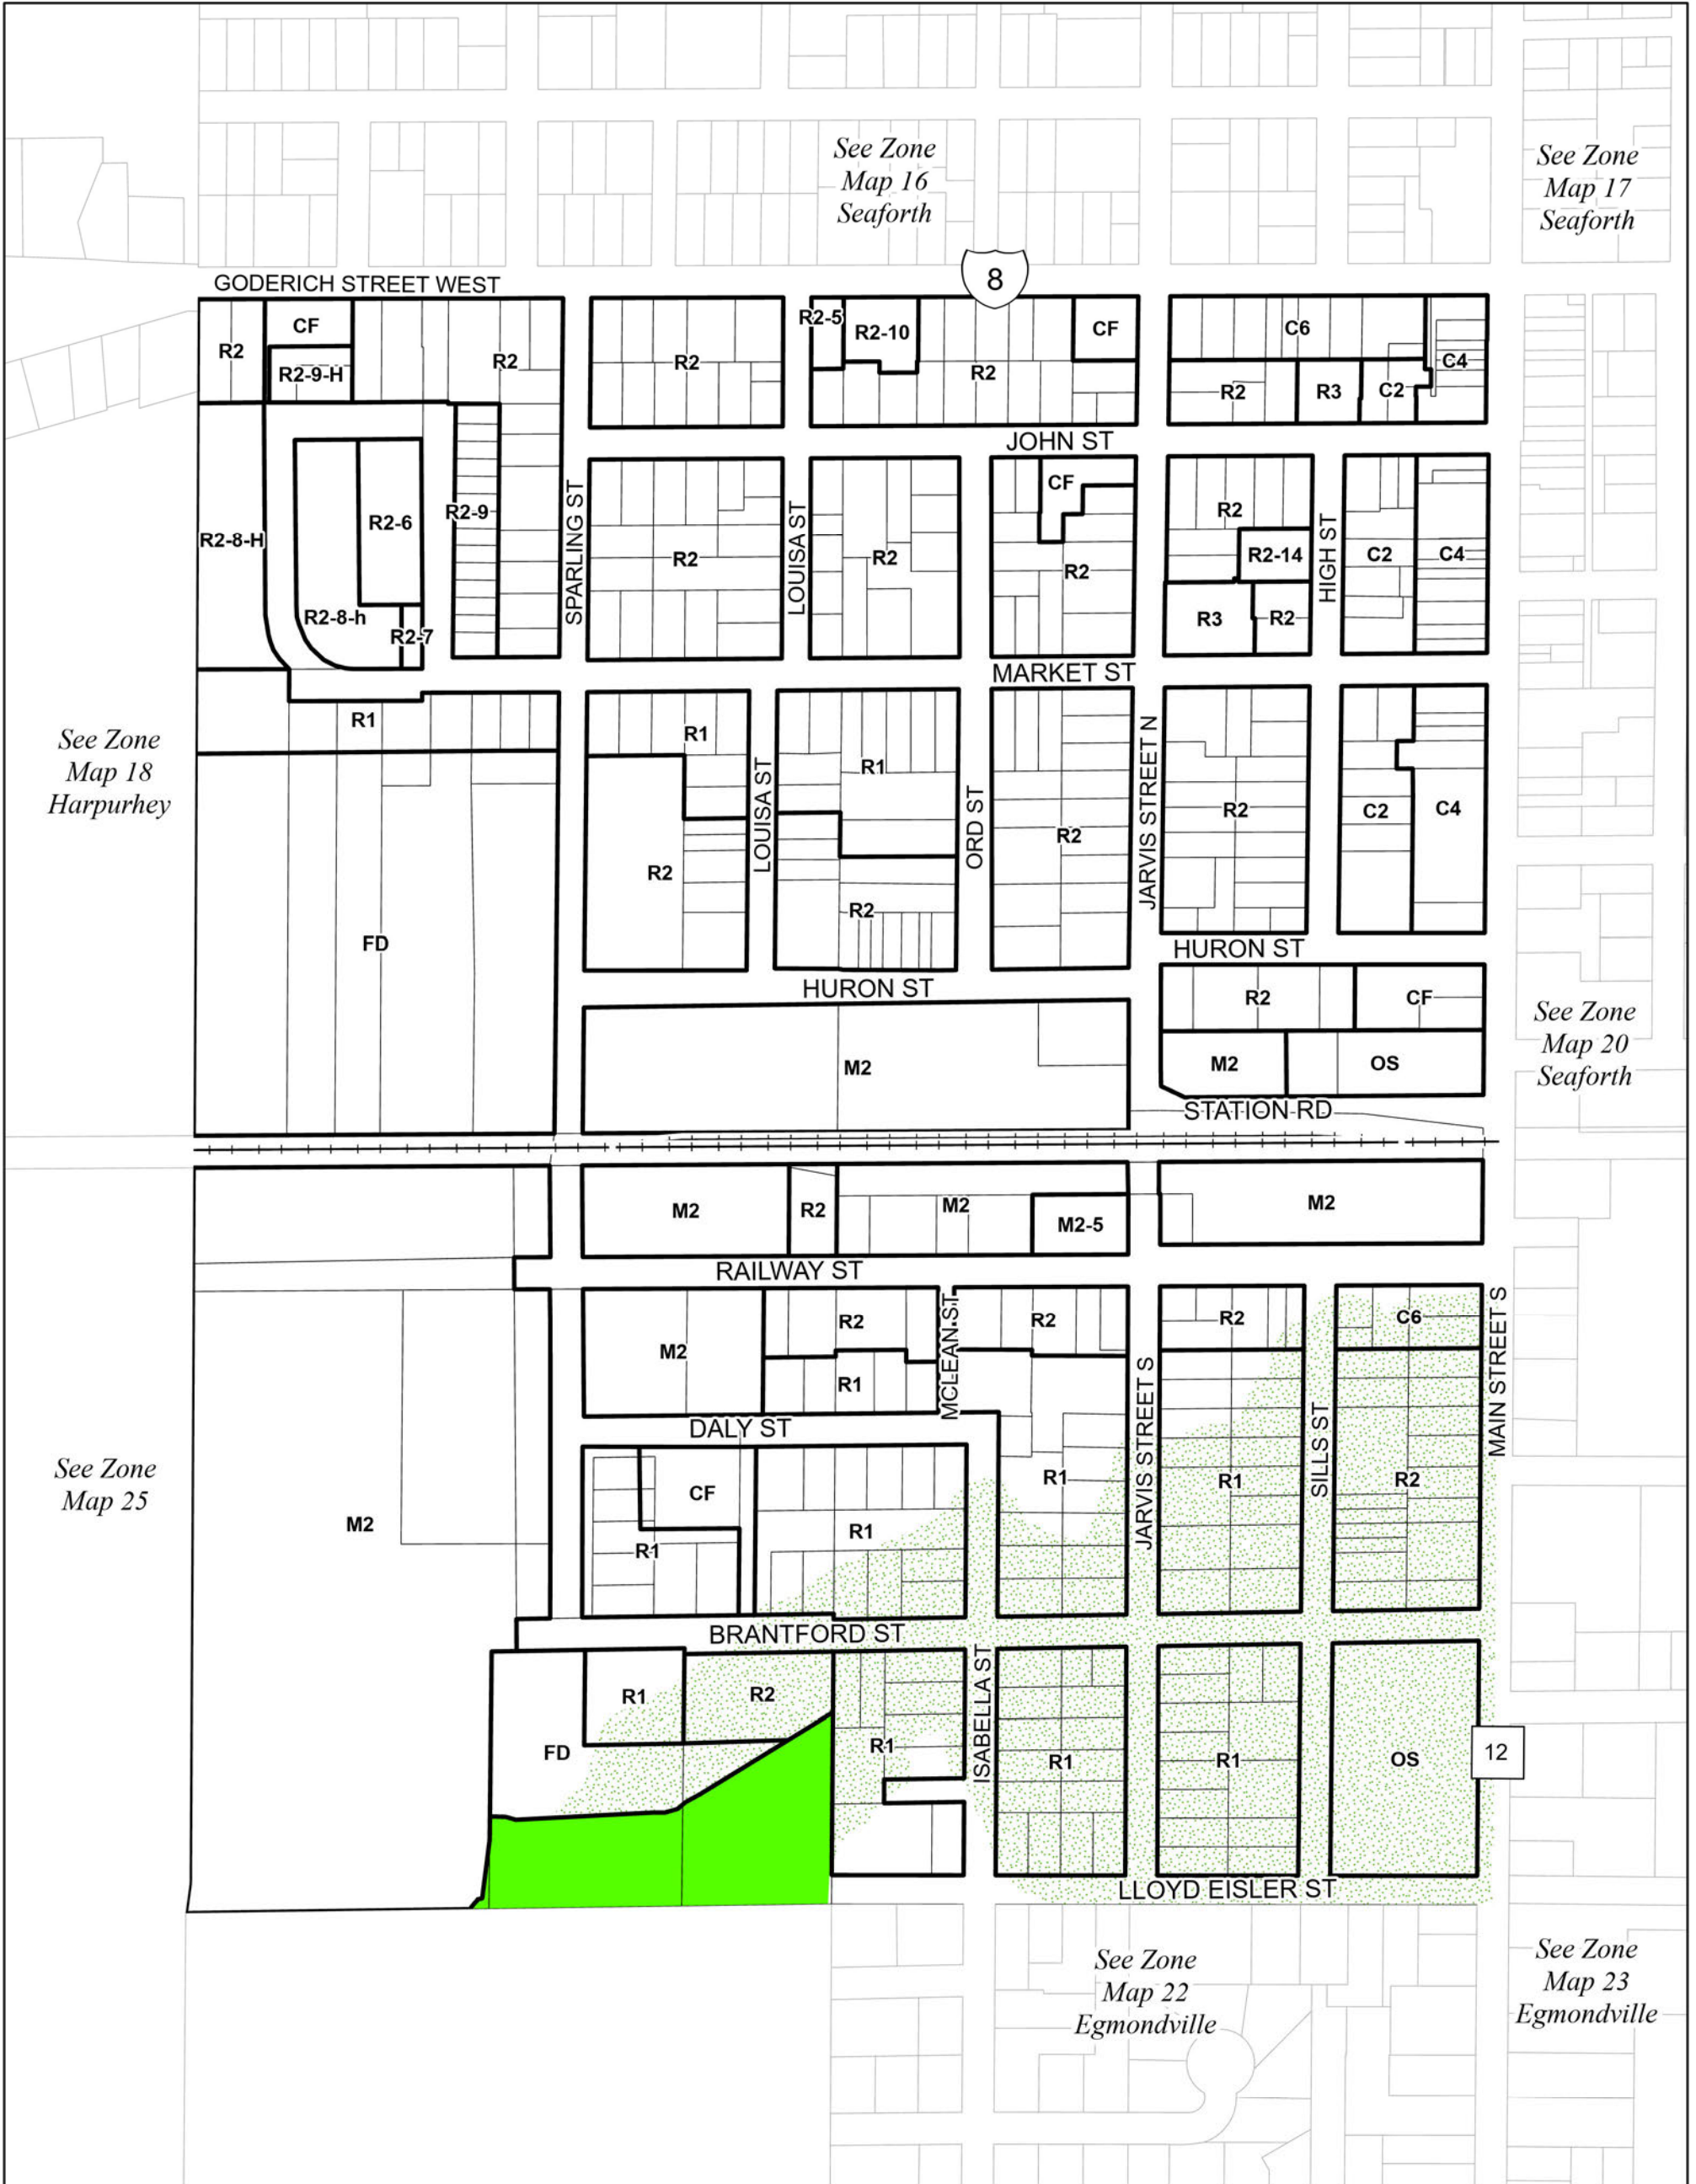 See Zone
Map 16
Seaforth
See Zone
Map 17
Seaforth
8
GODERICH STREET WEST
R2
CF
R2-9-H
R2
R2
R2-5
R2-10
R2
CF
C6
C4
R2
R3
C2
JOHN ST
R2-8-H
R2-6
R2-9
R2-8-h
R2-7
SPARLING ST
R2
LOUISA ST
R2
CF
R2
R2
R2-14
R3
R2
HIGH ST
C2
C4
MARKET ST
See Zone
Map 18
Harpurhey
R1
FD
R1
R2
LOUISA ST
R1
R2
ORD ST
R2
JARVIS STREET N
R2
C2
C4
HURON ST
HURON ST
R2
CF
M2
M2
OS
See Zone
Map 20
Seaforth
STATION RD
M2
R2
M2
M2-5
M2
RAILWAY ST
M2
R2
R1
MCLEAN ST
R2
R2
C6
MAIN STREET S
DALY ST
See Zone
Map 25
M2
CF
R1
R1
R1
JARVIS STREET S
R1
SILLS ST
R2
BRANTFORD ST
R1
R2
FD
R1
ISABELLA ST
R1
R1
OS
12
LLOYD EISLER ST
See Zone
Map 22
Egmondville
See Zone
Map 23
Egmondville